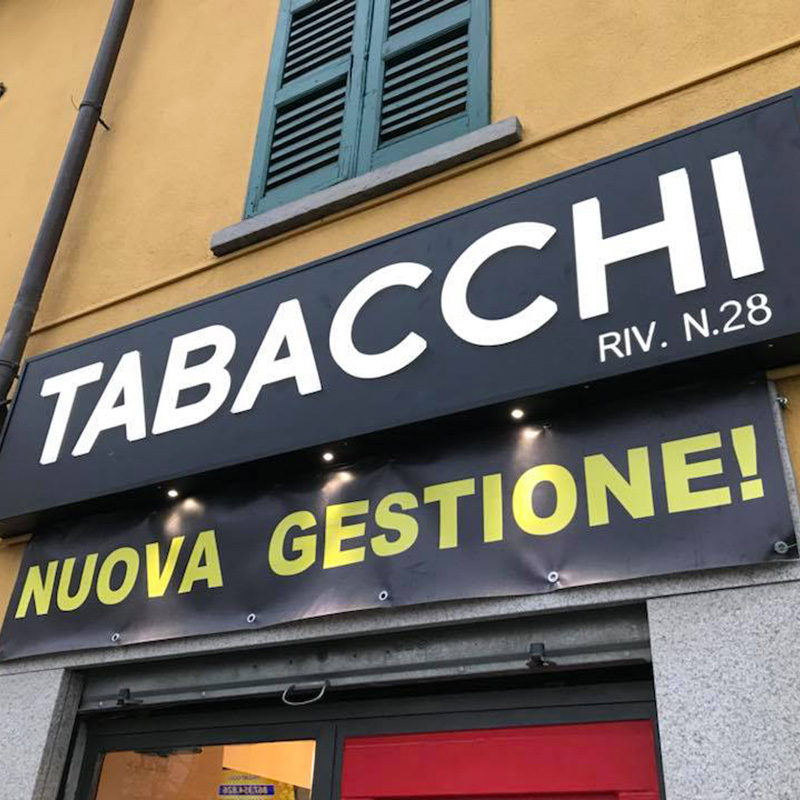 TABACCHI
RIV. N.28
NUOVA GESTIONE!